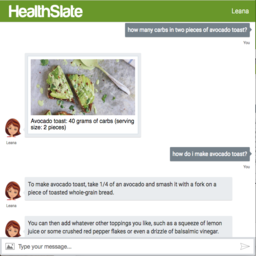 HealthSlate
Leana
how many carbs in two pieces of avocado toast?
You
Avocado toast: 40 grams of carbs (serving
size: 2 pieces)
Leana
how do i make avocado toast?
You
To make avocado toast, take 1/4 of an avocado and smash it with a fork on a
piece of toasted whole-grain bread.
Leana
You can then add whatever other toppings you like, such as a squeeze of lemon
juice or some crushed red pepper flakes or even a drizzle of balsalmic vinegar.
Leana
Type your message...